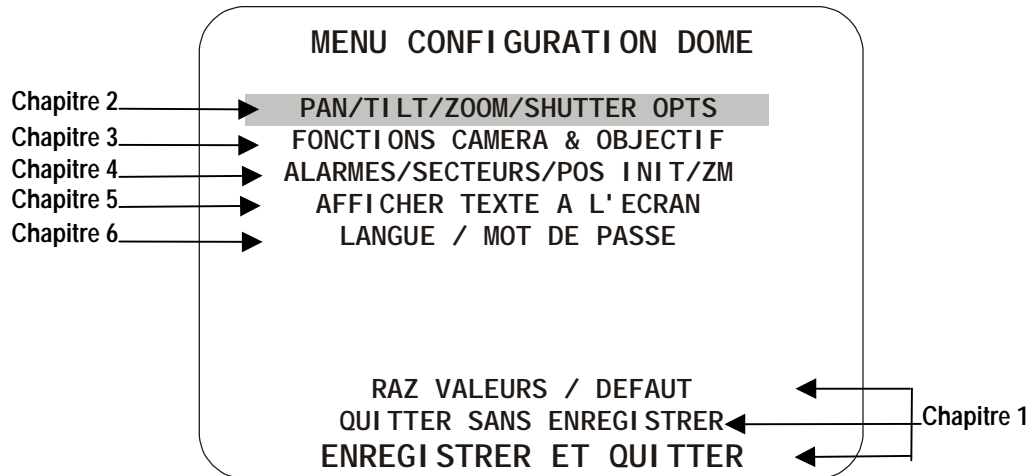 MENU CONFIGURATION DOME
Chapitre 2 PAN/TILT/ZOOM/SHUTTER OPTS
Chapitre 3 FONCTIONS CAMERA & OBJECTIF
Chapitre 4 ALARMES/SECTEURS/POS INIT/ZM
Chapitre 5 AFFICHER TEXTE A L'ECRAN
Chapitre 6 LANGUE / MOT DE PASSE
RAZ VALEURS / DEFAUT
QUITTER SANS ENREGISTRER Chapitre 1
ENREGISTRER ET QUITTER